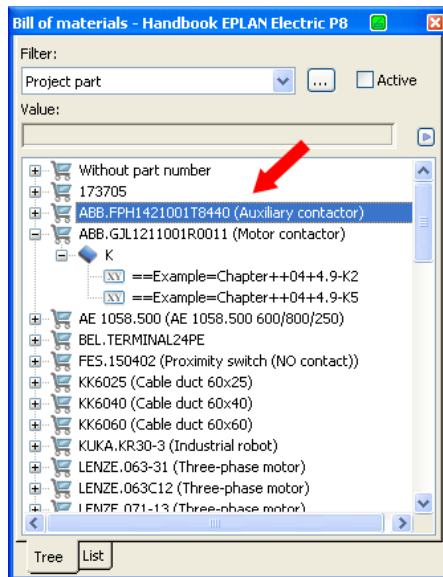 Bill of materials - Handbook EPLAN Electric P8
Filter:
Project part
...
Active
Value:
Without part number
173705
ABB.FPH1421001T8440 (Auxiliary contactor)
ABB.GJL1211001R0011 (Motor contactor)
K
XY ==Example=Chapter++04+4.9-K2
XY ==Example=Chapter++04+4.9-K5
AE 1058.500 (AE 1058.500 600/800/250)
BEL.TERMINAL24PE
FES.150402 (Proximity switch (NO contact))
KK6025 (Cable duct 60x25)
KK6040 (Cable duct 60x40)
KK6060 (Cable duct 60x60)
KUKA.KR30-3 (Industrial robot)
LENZE.063-31 (Three-phase motor)
LENZE.063C12 (Three-phase motor)
LENZE.071-13 (Three-phase motor)
Tree
List